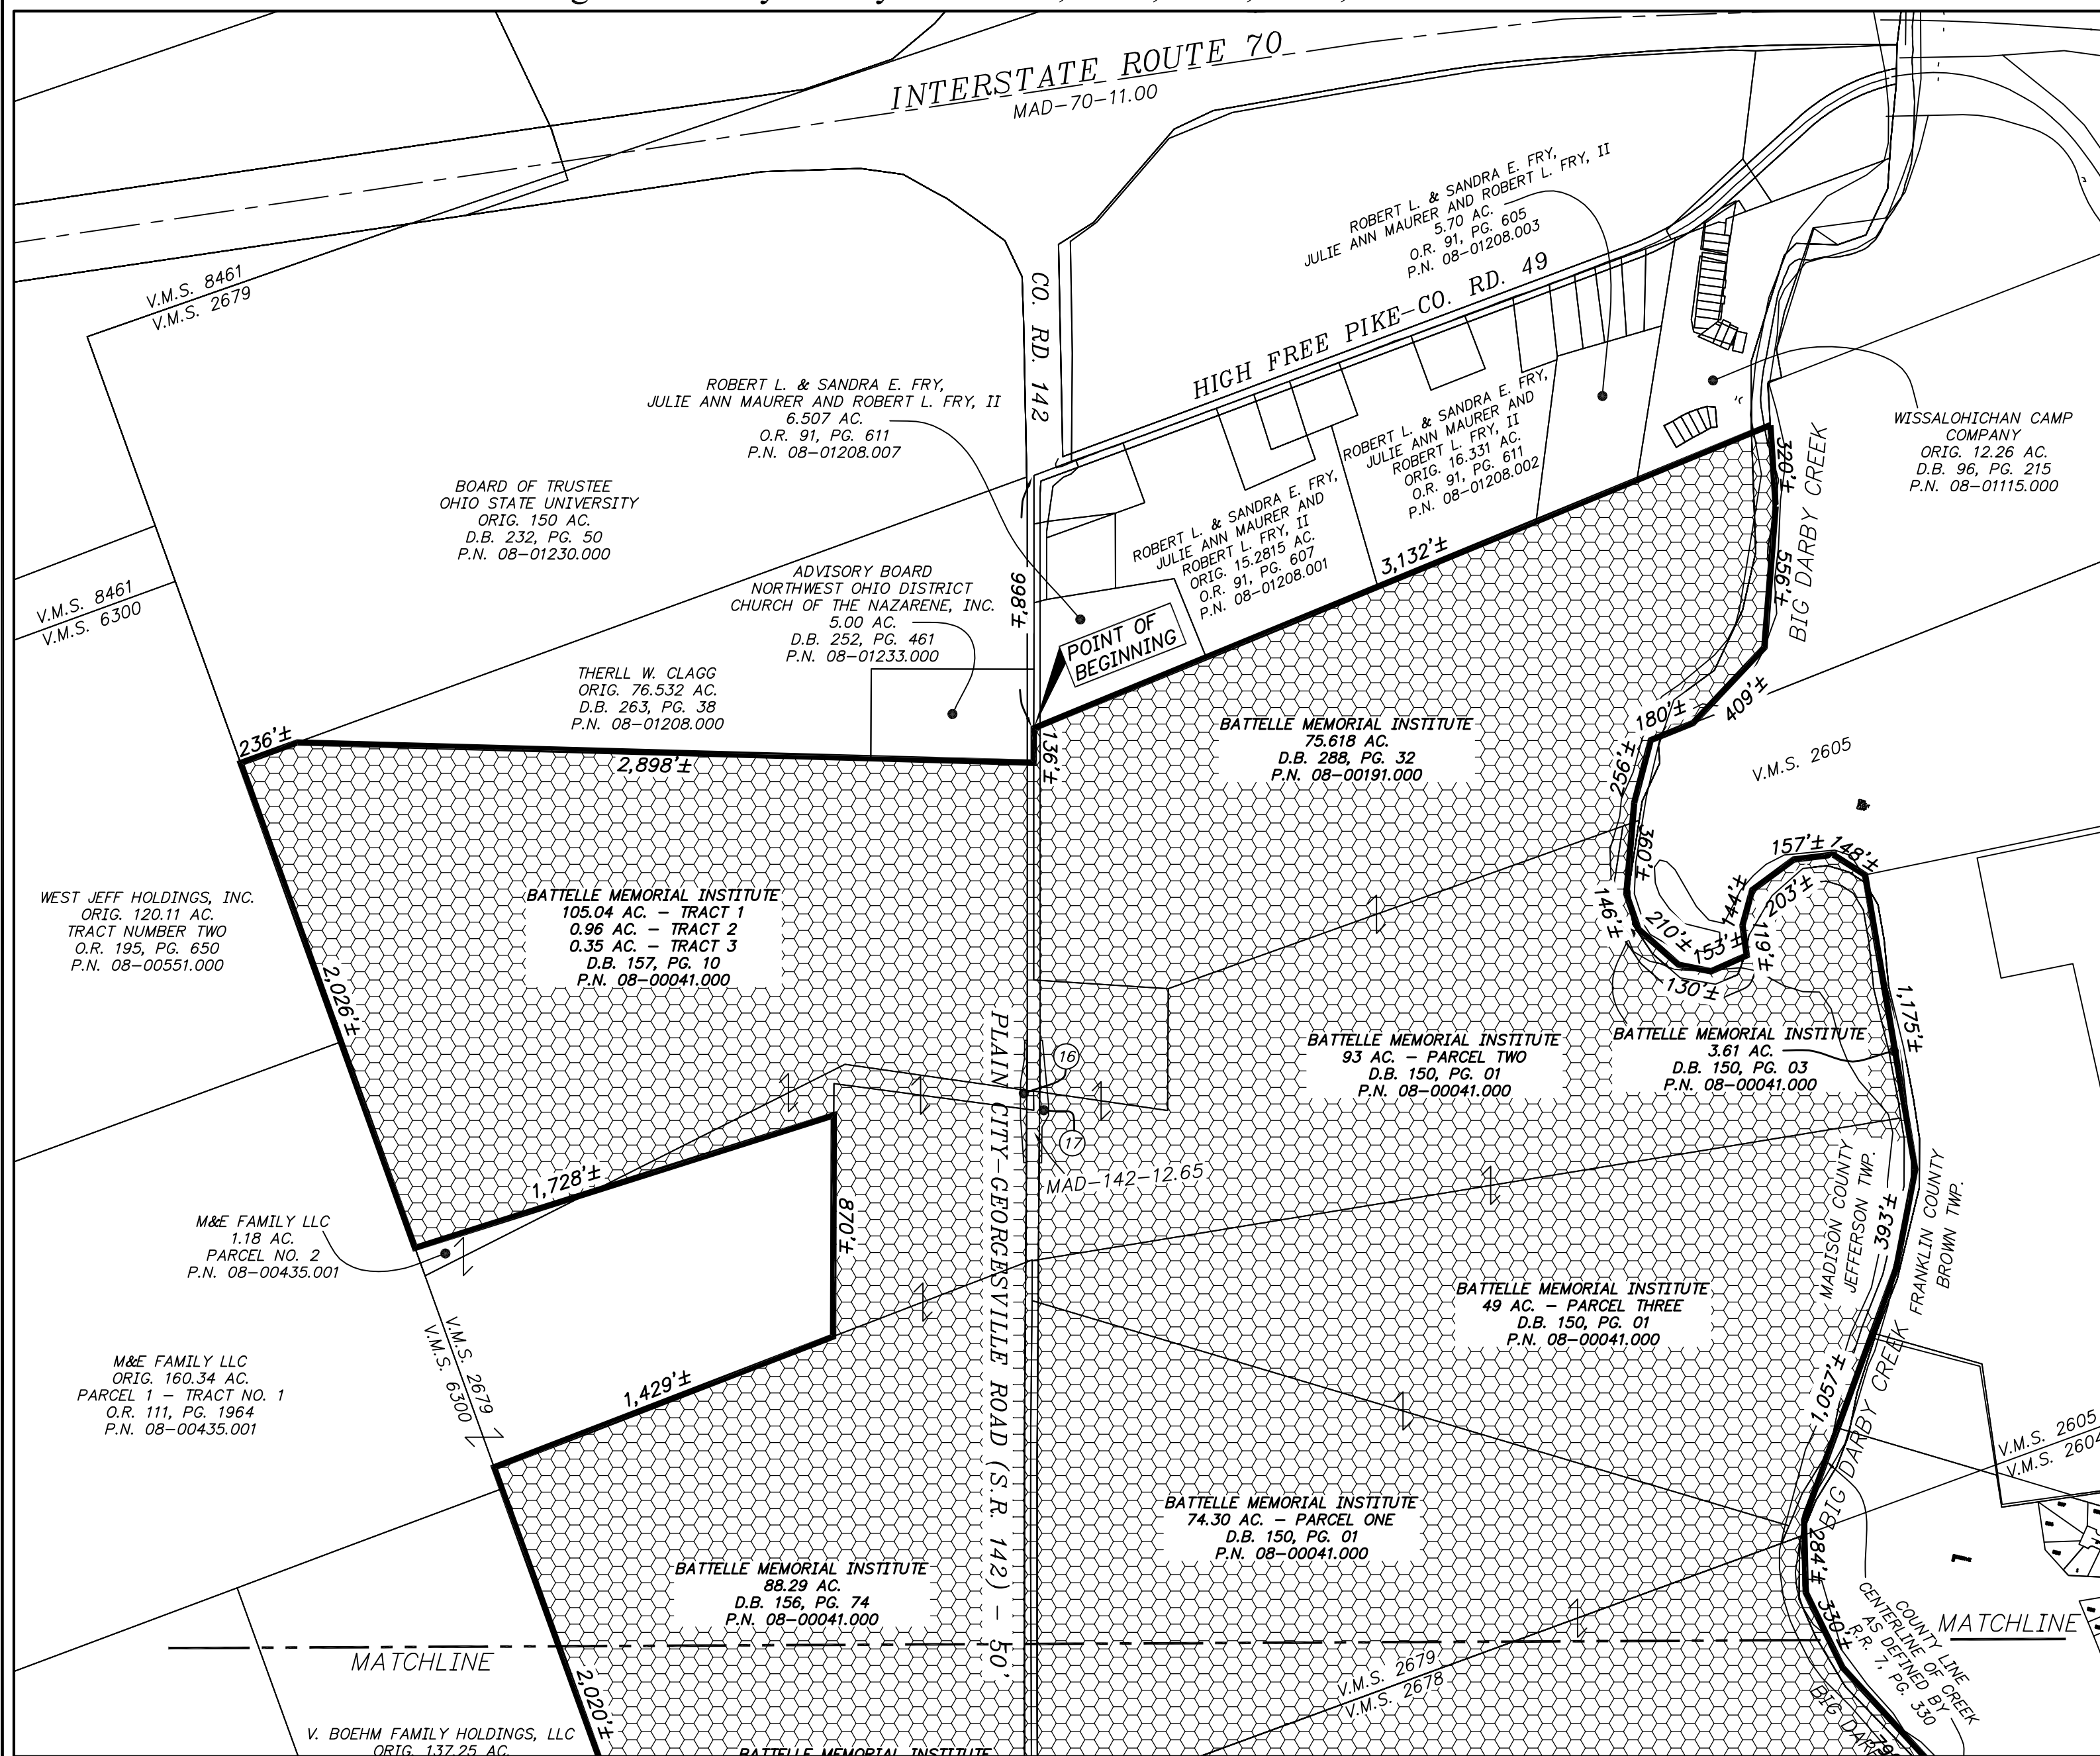 INTERSTATE ROUTE 70
MAD-70-11.00
V.M.S. 8461
V.M.S. 2679
CO. RD. 142
HIGH FREE PIKE-CO. RD. 49
ROBERT L. & SANDRA E. FRY,
JULIE ANN MAURER AND ROBERT L. FRY, II
5.70 AC.
O.R. 91, PG. 605
P.N. 08-01208.003
ROBERT L. & SANDRA E. FRY,
JULIE ANN MAURER AND ROBERT L. FRY, II
6.507 AC.
O.R. 91, PG. 611
P.N. 08-01208.007
ROBERT L. & SANDRA E. FRY,
JULIE ANN MAURER AND
ROBERT L. FRY, II
ORIG. 16.331 AC.
O.R. 91, PG. 611
P.N. 08-01208.002
ROBERT L. & SANDRA E. FRY,
JULIE ANN MAURER AND
ROBERT L. FRY, II
ORIG. 15.2815 AC.
O.R. 91, PG. 607
P.N. 08-01208.001
WISSALOHICHAN CAMP
COMPANY
ORIG. 12.26 AC.
D.B. 96, PG. 215
P.N. 08-01115.000
BIG DARBY CREEK
320'±
556'±
BOARD OF TRUSTEE
OHIO STATE UNIVERSITY
ORIG. 150 AC.
D.B. 232, PG. 50
P.N. 08-01230.000
ADVISORY BOARD
NORTHWEST OHIO DISTRICT
CHURCH OF THE NAZARENE, INC.
5.00 AC.
D.B. 252, PG. 461
P.N. 08-01233.000
998'±
3,132'±
POINT OF
BEGINNING
V.M.S. 8461
V.M.S. 6300
THERLL W. CLAGG
ORIG. 76.532 AC.
D.B. 263, PG. 38
P.N. 08-01208.000
236'±
2,898'±
136'±
BATTELLE MEMORIAL INSTITUTE
75.618 AC.
D.B. 288, PG. 32
P.N. 08-00191.000
409'±
180'±
256'±
V.M.S. 2605
360'±
157'±
148'±
144'±
203'±
146'±
210'±
153'±
119'±
130'±
WEST JEFF HOLDINGS, INC.
ORIG. 120.11 AC.
TRACT NUMBER TWO
O.R. 195, PG. 650
P.N. 08-00551.000
BATTELLE MEMORIAL INSTITUTE
105.04 AC. - TRACT 1
0.96 AC. - TRACT 2
0.35 AC. - TRACT 3
D.B. 157, PG. 10
P.N. 08-00041.000
2,026'±
BATTELLE MEMORIAL INSTITUTE
93 AC. - PARCEL TWO
D.B. 150, PG. 01
P.N. 08-00041.000
BATTELLE MEMORIAL INSTITUTE
3.61 AC.
D.B. 150, PG. 03
P.N. 08-00041.000
1,175'±
16
17
MAD-142-12.65
PLAIN CITY-GEORGESVILLE ROAD (S.R. 142) - 50'
1,728'±
870'±
M&E FAMILY LLC
1.18 AC.
PARCEL NO. 2
P.N. 08-00435.001
MADISON COUNTY
JEFFERSON TWP.
393'±
FRANKLIN COUNTY
BROWN TWP.
V.M.S. 2679
V.M.S. 6300
BATTELLE MEMORIAL INSTITUTE
49 AC. - PARCEL THREE
D.B. 150, PG. 01
P.N. 08-00041.000
M&E FAMILY LLC
ORIG. 160.34 AC.
PARCEL 1 - TRACT NO. 1
O.R. 111, PG. 1964
P.N. 08-00435.001
1,429'±
1,057'±
BIG DARBY CREEK
V.M.S. 2605
V.M.S. 2604
BATTELLE MEMORIAL INSTITUTE
74.30 AC. - PARCEL ONE
D.B. 150, PG. 01
P.N. 08-00041.000
BATTELLE MEMORIAL INSTITUTE
88.29 AC.
D.B. 156, PG. 74
P.N. 08-00041.000
284'±
330'±
COUNTY LINE
CENTERLINE OF CREEK
AS DEFINED BY
R.R. 7, PG. 330
MATCHLINE
MATCHLINE
2,020'±
V.M.S. 2679
V.M.S. 2678
BIG DAR
V. BOEHM FAMILY HOLDINGS, LLC
ORIG. 137.25 AC.
BATTELLE MEMORIAL INSTITUTE